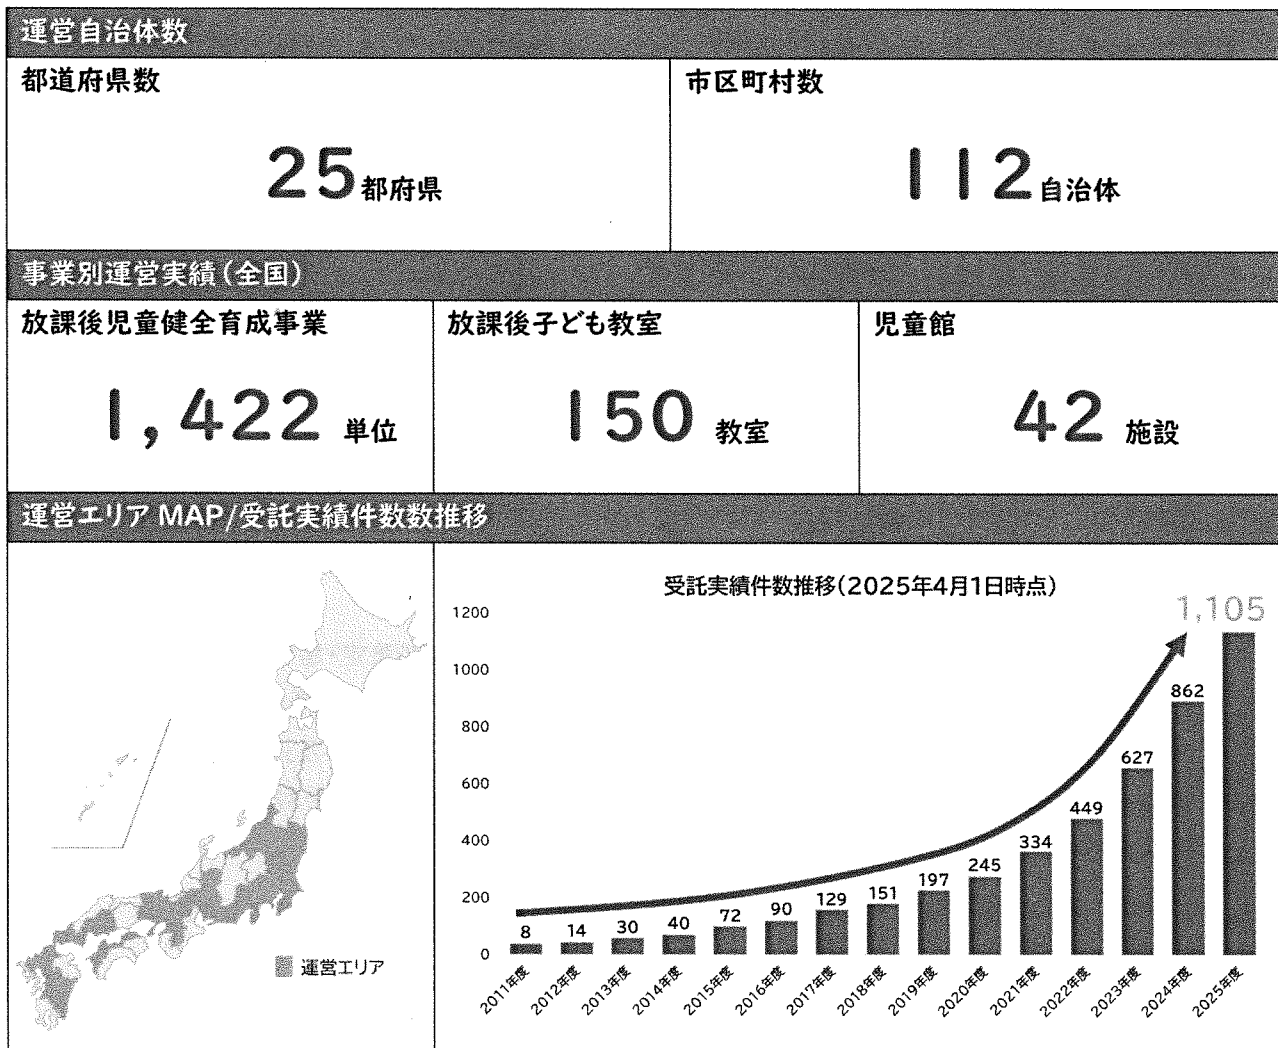 運営自治体数
都道府県数
25都府県
市区町村数
112自治体
事業別運営実績(全国)
放課後児童健全育成事業
1,422 単位
放課後子ども教室
150 教室
児童館
42 施設
運営エリア MAP/受託実績件数数推移
運営エリア
受託実績件数推移(2025年4月1日時点)
1,105
1200
1000
800
600
400
200
0
8
14
30
40
72
90
129
151
197
245
334
449
627
862
2011年度
2012年度
2013年度
2014年度
2015年度
2016年度
2017年度
2018年度
2019年度
2020年度
2021年度
2022年度
2023年度
2024年度
2025年度